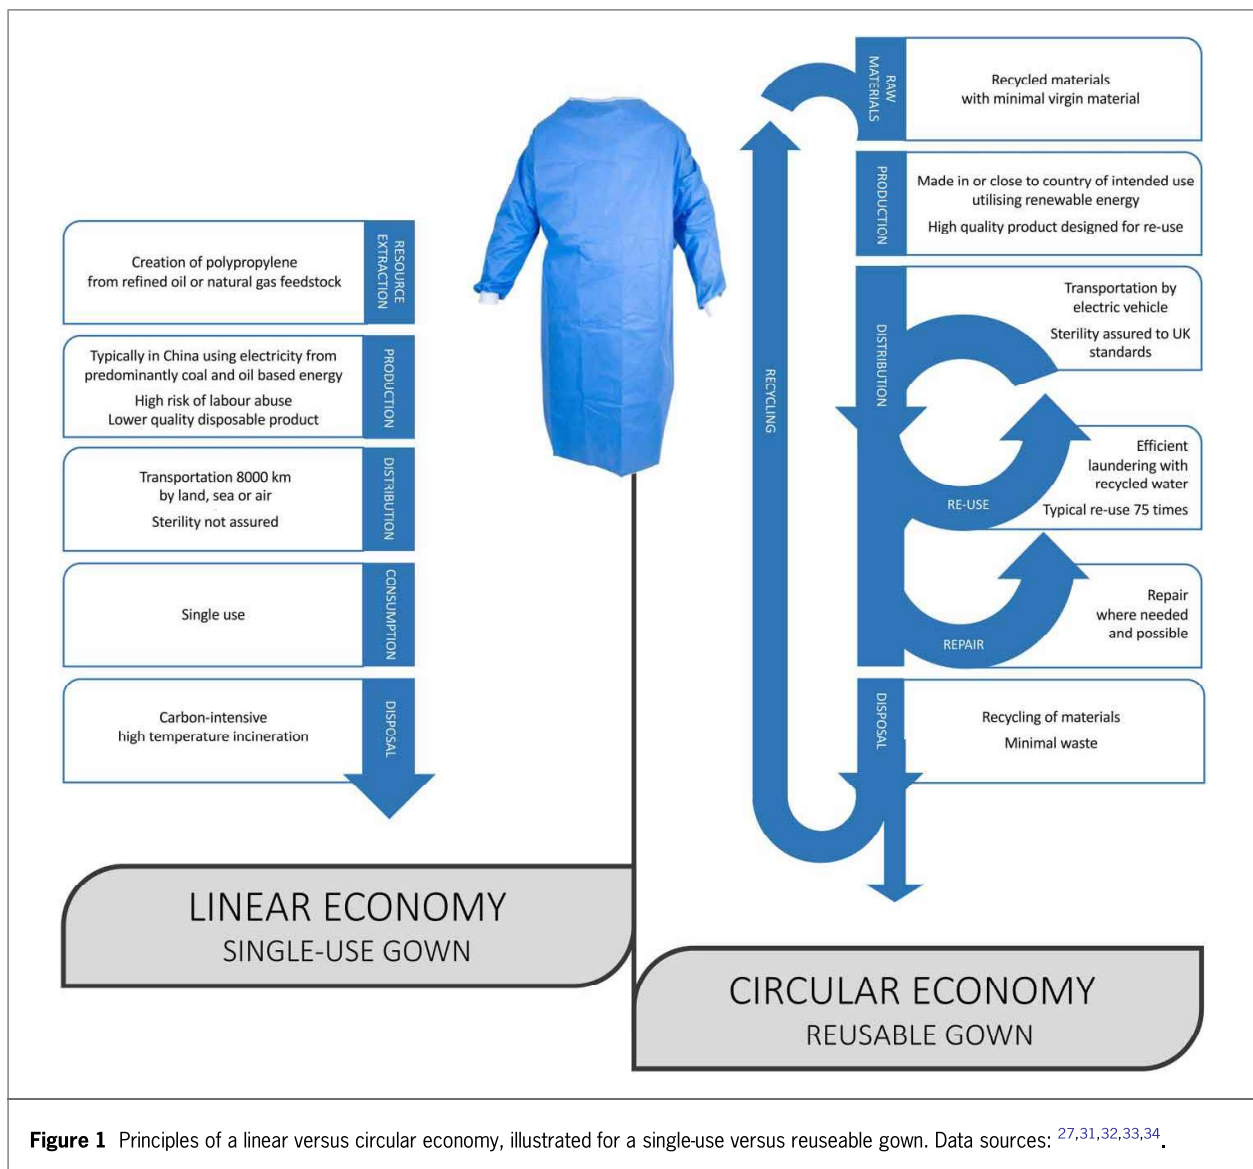 RESOURCE
EXTRACTION
Creation of polypropylene
from refined oil or natural gas feedstock
PRODUCTION
Typically in China using electricity from
predominantly coal and oil based energy
High risk of labour abuse
Lower quality disposable product
DISTRIBUTION
Transportation 8000 km
by land, sea or air
Sterility not assured
CONSUMPTION
Single use
DISPOSAL
Carbon-intensive
high temperature incineration
LINEAR ECONOMY
SINGLE-USE GOWN
RAW
MATERIALS
Recycled materials
with minimal virgin material
PRODUCTION
Made in or close to country of intended use
utilising renewable energy
High quality product designed for re-use
DISTRIBUTION
Transportation by
electric vehicle
Sterility assured to UK
standards
RECYCLING
RE-USE
Efficient
laundering with
recycled water
Typical re-use 75 times
REPAIR
Repair
where needed
and possible
DISPOSAL
Recycling of materials
Minimal waste
CIRCULAR ECONOMY
REUSABLE GOWN
Figure 1 Principles of a linear versus circular economy, illustrated for a single-use versus reuseable gown. Data sources: 27,31,32,33,34.